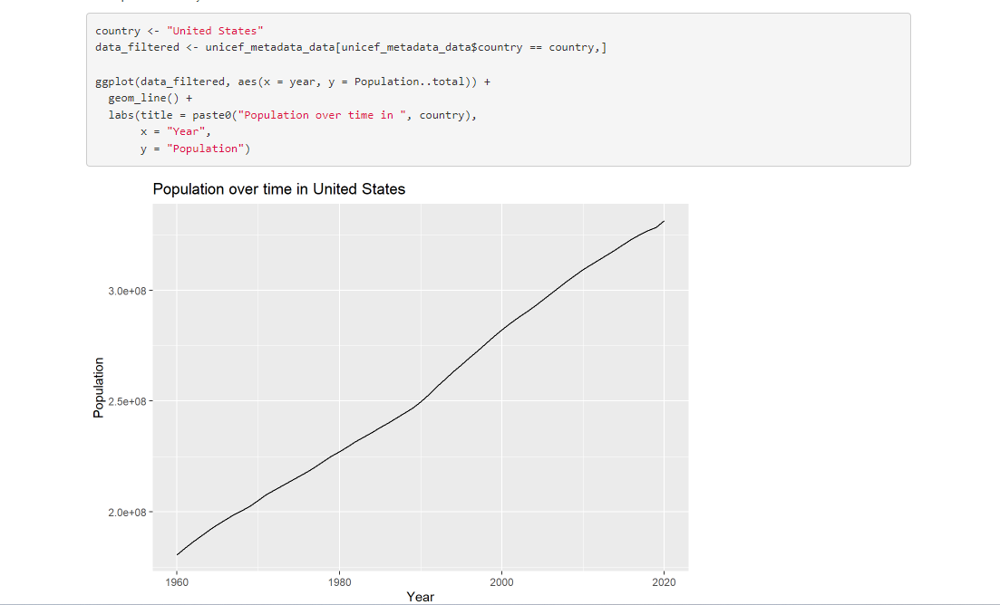 country <- "United States"
data_filtered <- unicef_metadata_data[unicef_metadata_data$country == country,]
ggplot(data_filtered, aes(x = year, y = Population..total)) +
  geom_line() +
  labs(title = paste0("Population over time in ", country),
       x = "Year",
       y = "Population")
Population over time in United States
3.0e+08
2.5e+08
2.0e+08
Population
1960 1980 2000 2020
Year